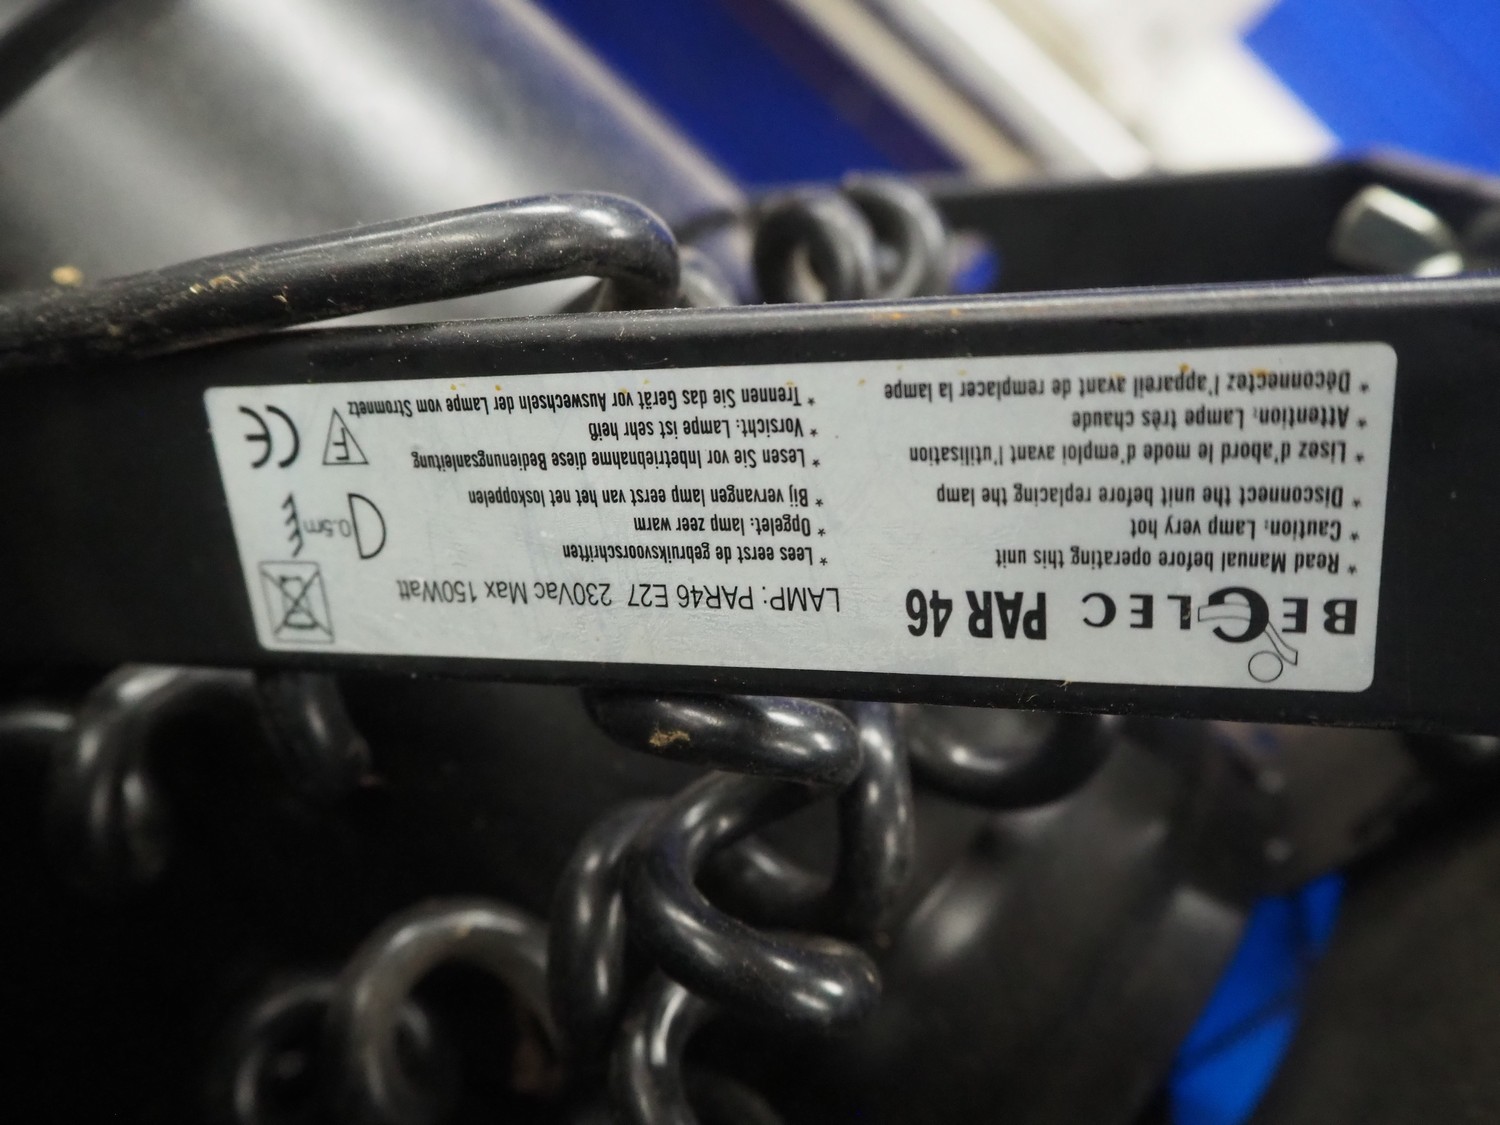 BEGLEC PAR 46
* Read Manual before operating this unit
* Caution: Lamp very hot
* Disconnect the unit before replacing the lamp
* Lisez d'abord le mode d'emploi avant l'utilisation
* Attention: Lampe très chaude
* Déconnectez l'appareil avant de remplacer la lampe
LAMP: PAR46 E27 230Vac Max 150Watt
* Lees eerst de gebruiksvoorschriften
* Opgelet: lamp zeer warm
* Bij vervangen lamp eerst van het net loskoppelen
* Lesen Sie vor Inbetriebnahme diese Bedienungsanleitung
* Vorsicht: Lampe ist sehr heiß
* Trennen Sie das Gerät vor Auswechseln der Lampe vom Stromnetz
0.5m
F CE